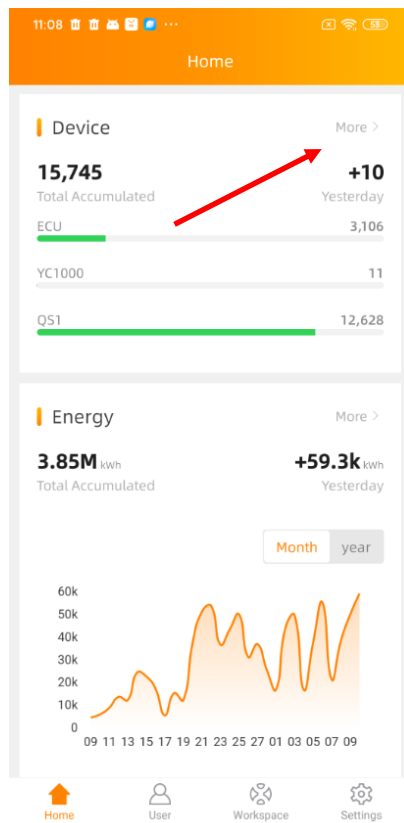 11:08 ... 53
Home
Device More >
15,745 +10
Total Accumulated Yesterday
ECU 3,106
YC1000 11
QS1 12,628
Energy More >
3.85M kWh +59.3k kWh
Total Accumulated Yesterday
Month year
60k
50k
40k
30k
20k
10k
0
09 11 13 15 17 19 21 23 25 27 01 03 05 07 09
Home User Workspace Settings